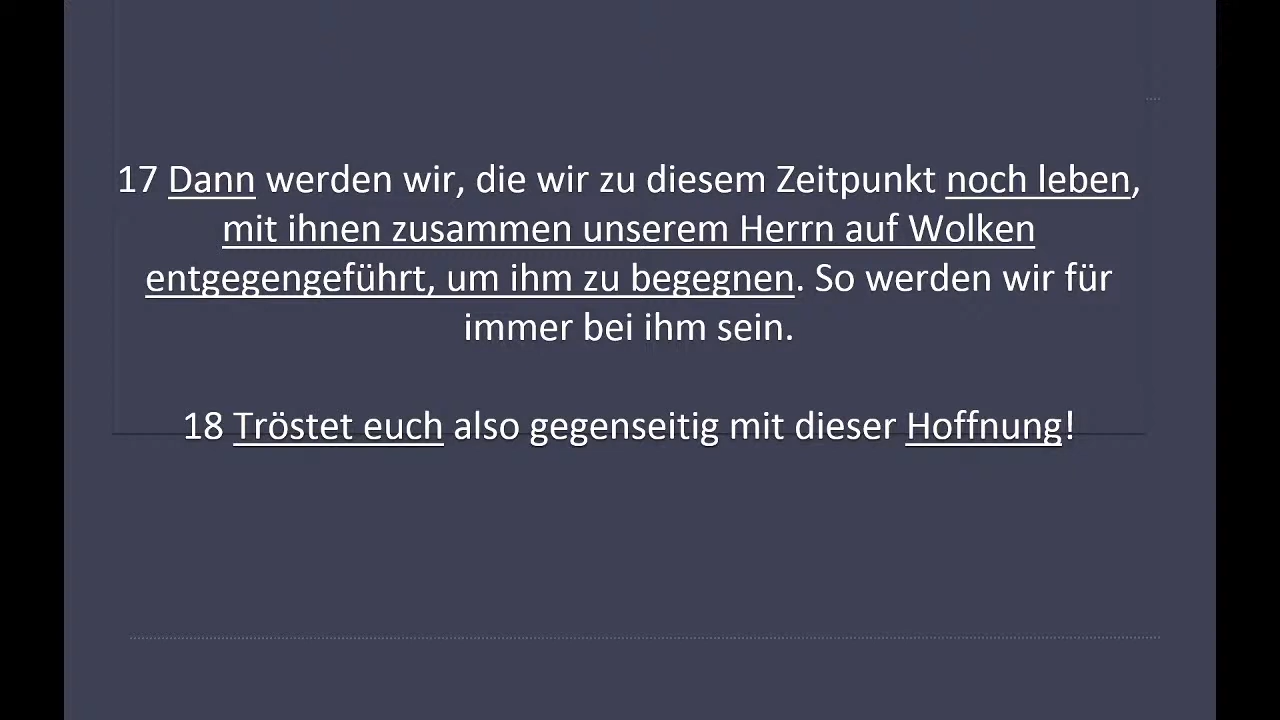 17 Dann werden wir, die wir zu diesem Zeitpunkt noch leben,
mit ihnen zusammen unserem Herrn auf Wolken
entgegengeführt, um ihm zu begegnen. So werden wir für
immer bei ihm sein.
18 Tröstet euch also gegenseitig mit dieser Hoffnung!